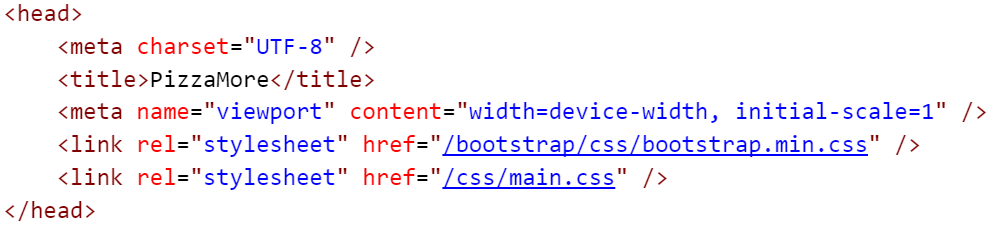 <head>
    <meta charset="UTF-8" />
    <title>PizzaMore</title>
    <meta name="viewport" content="width=device-width, initial-scale=1" />
    <link rel="stylesheet" href="/bootstrap/css/bootstrap.min.css" />
    <link rel="stylesheet" href="/css/main.css" />
</head>